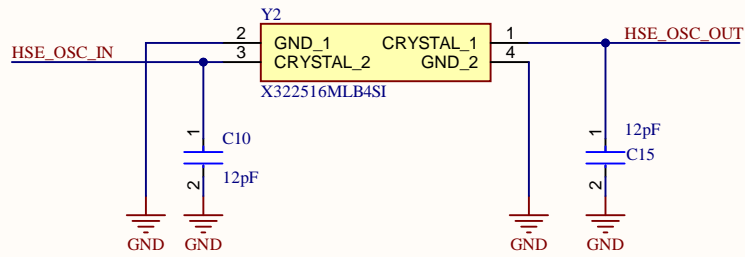 Y2
2 GND_1 CRYSTAL_1 1 HSE_OSC_OUT
HSE_OSC_IN 3 CRYSTAL_2 GND_2 4
X322516MLB4SI
1 C10 1 12pF
2 12pF 2 C15
GND GND GND GND